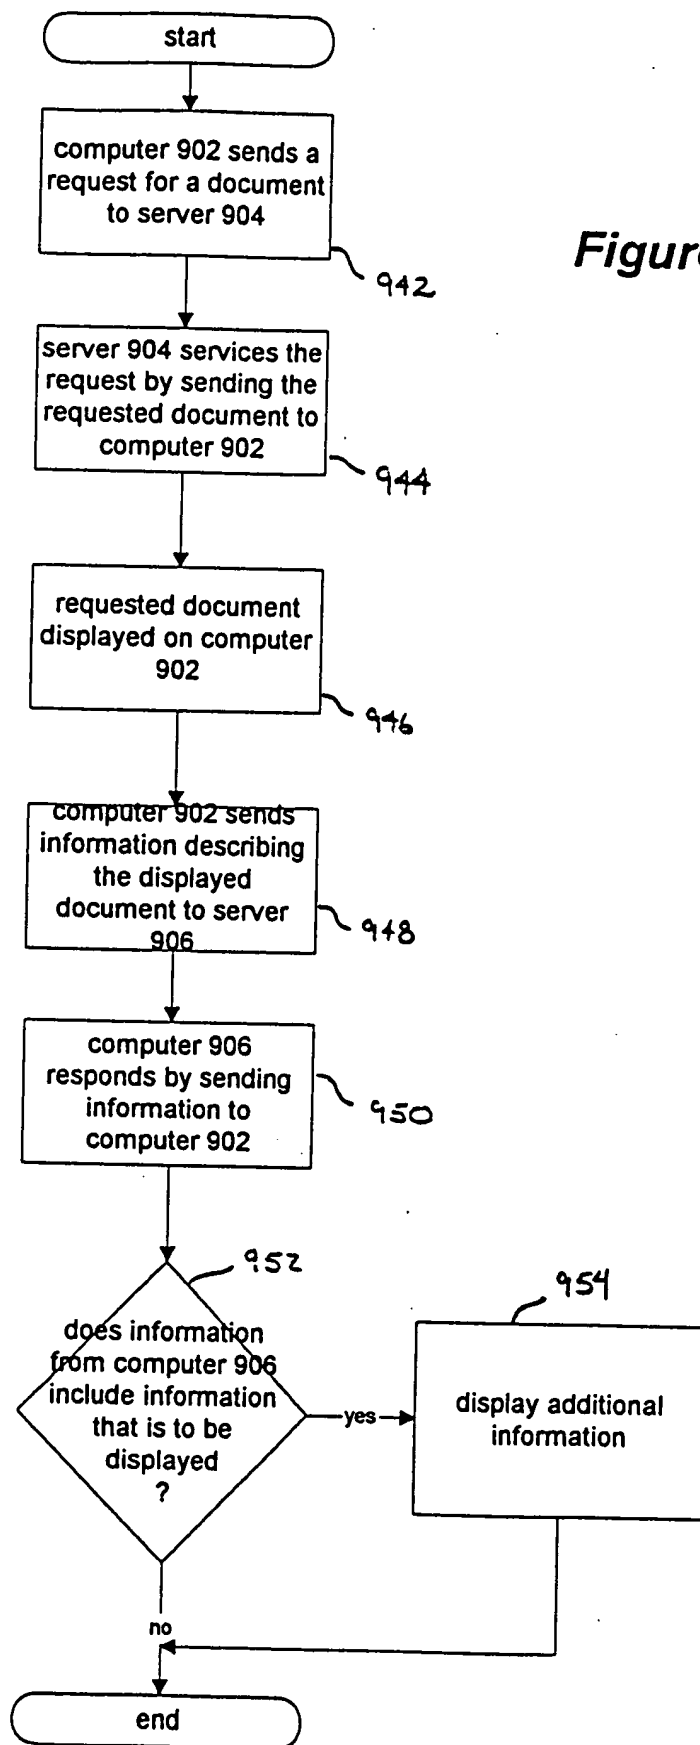 start
computer 902 sends a
request for a document
to server 904
942
server 904 services the
request by sending the
requested document to
computer 902
944
requested document
displayed on computer
902
946
computer 902 sends
information describing
the displayed
document to server
906
948
computer 906
responds by sending
information to
computer 902
950
952
does information
from computer 906
include information
that is to be
displayed
?
yes
954
display additional
information
no
end